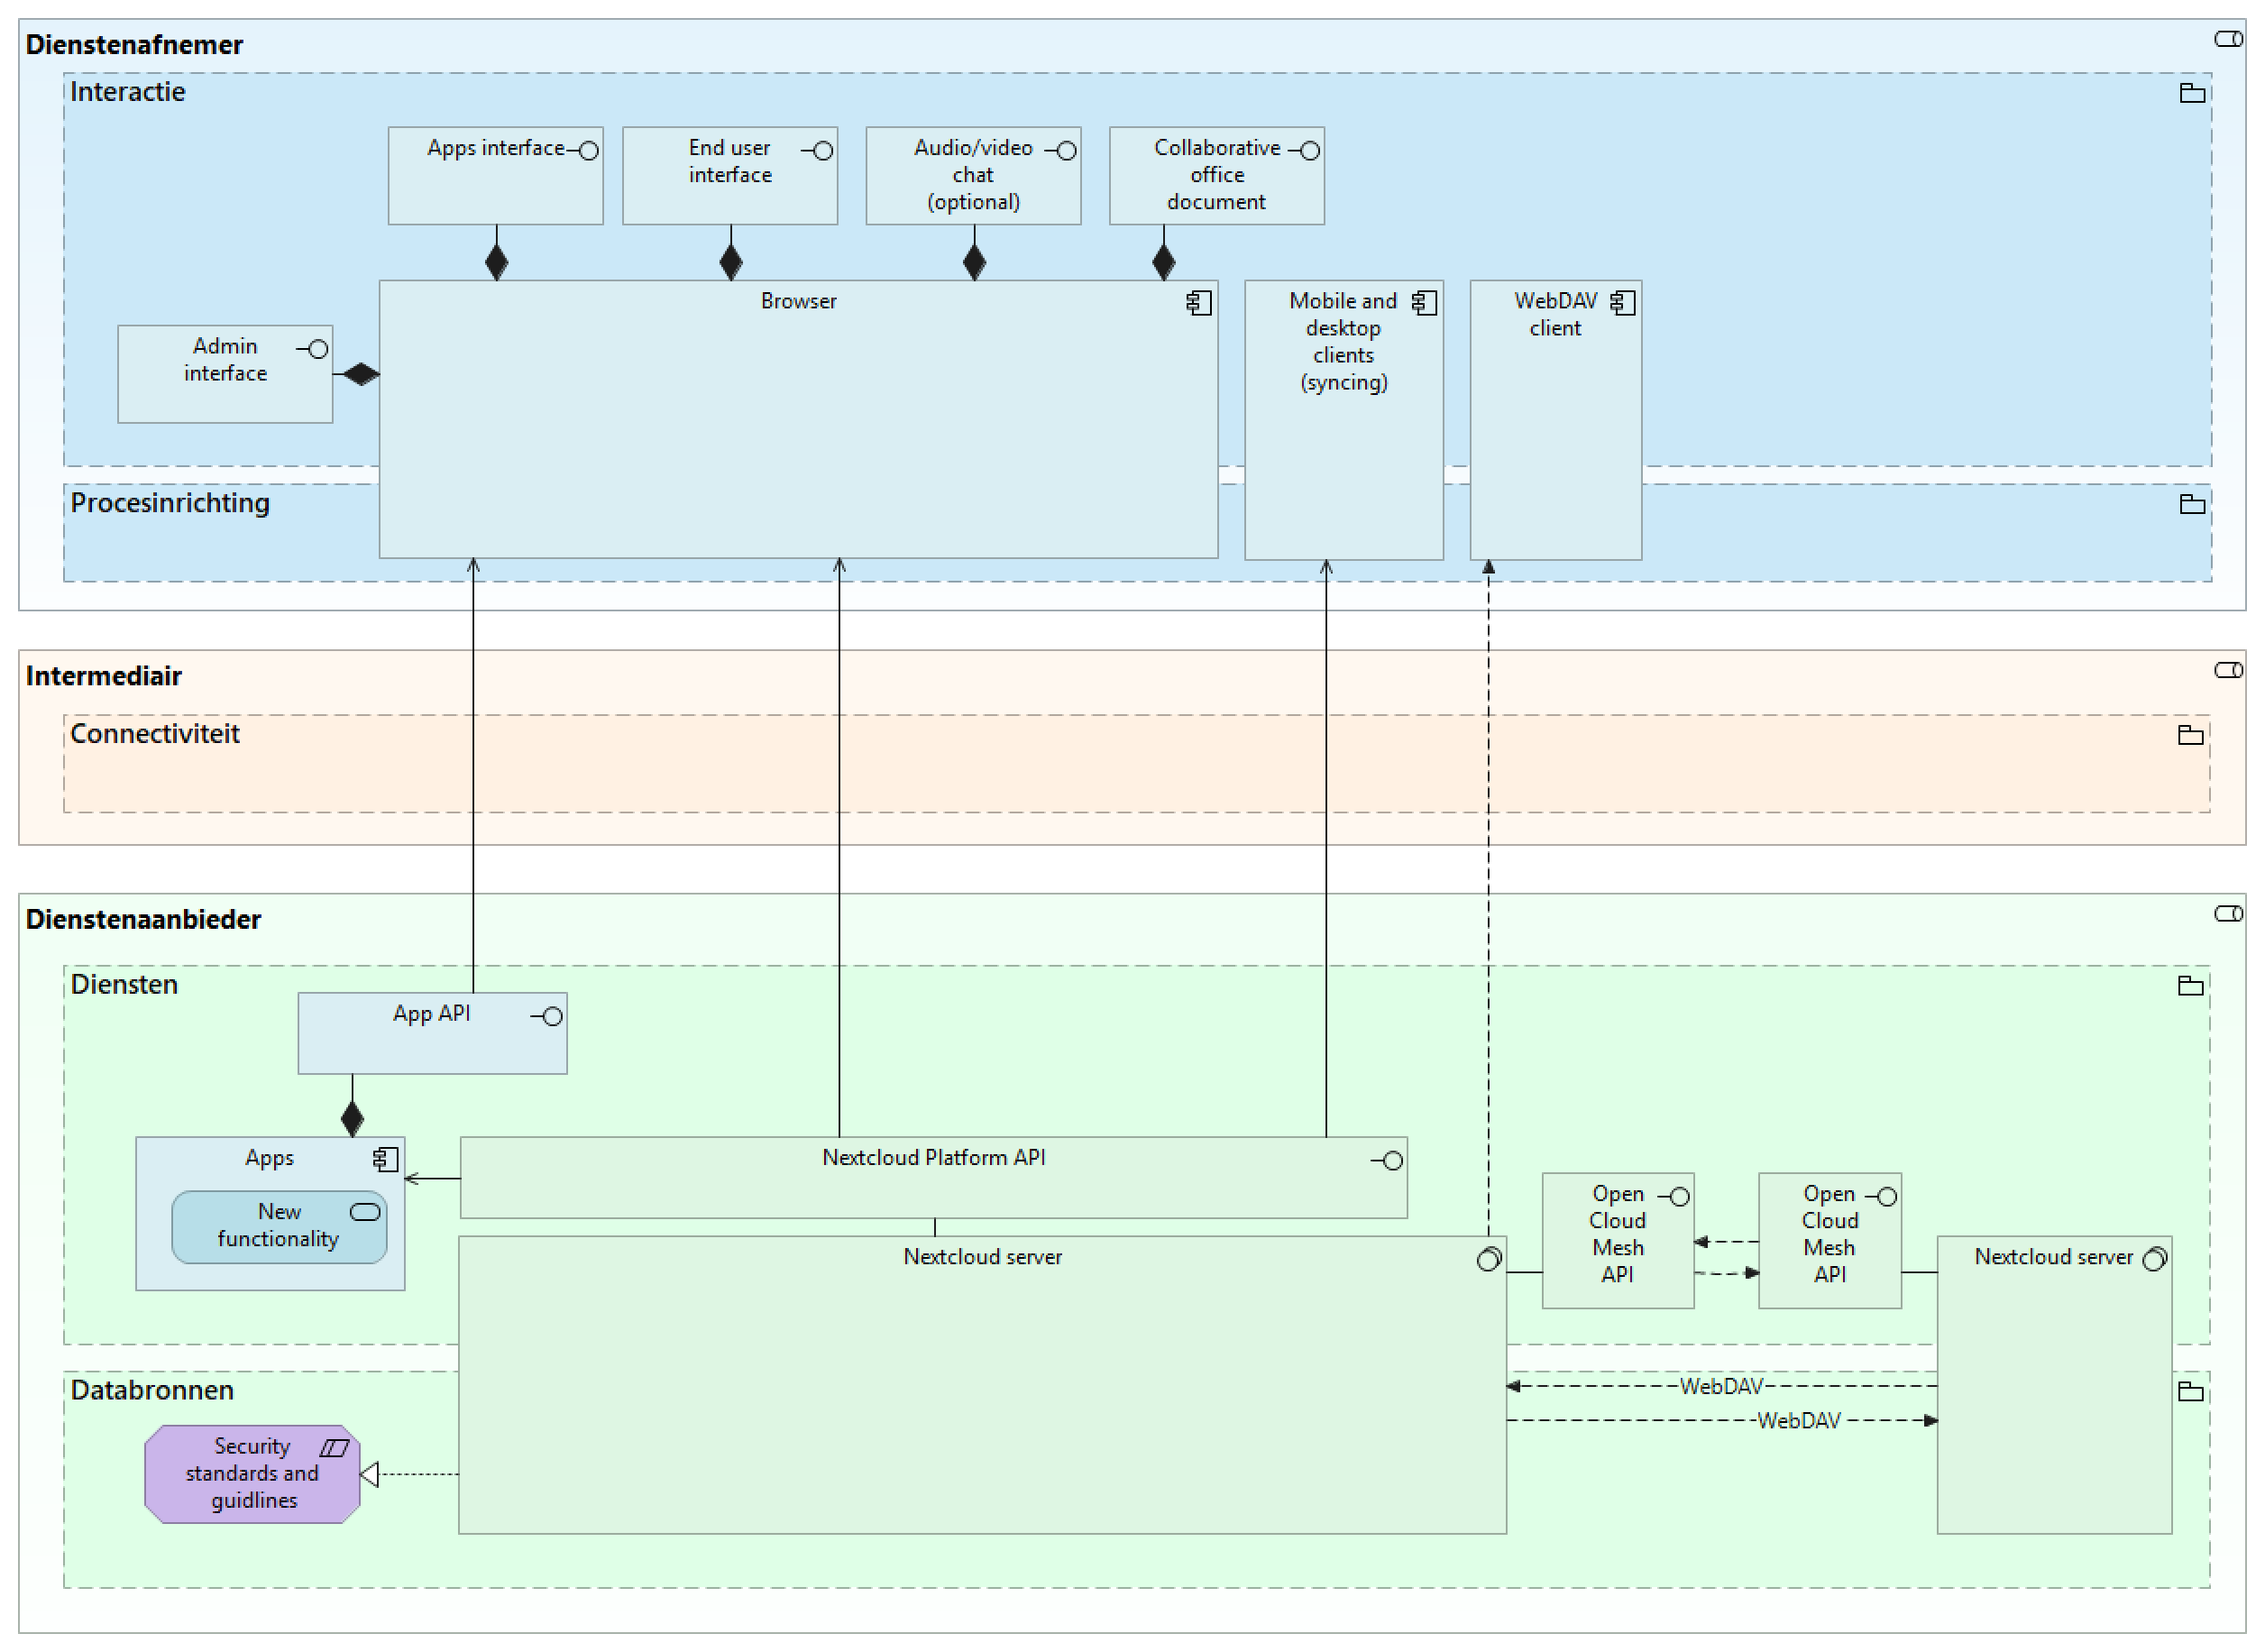 Dienstenafnemer
Interactie
Apps interface
End user
interface
Audio/video
chat
(optional)
Collaborative
office
document
Browser
Mobile and
desktop
clients
(syncing)
WebDAV
client
Admin
interface
Procesinrichting
Intermediair
Connectiviteit
Dienstenaanbieder
Diensten
App API
Apps
New
functionality
Nextcloud Platform API
Nextcloud server
Open
Cloud
Mesh
API
Open
Cloud
Mesh
API
Nextcloud server
Databronnen
WebDAV
WebDAV
Security
standards and
guidlines